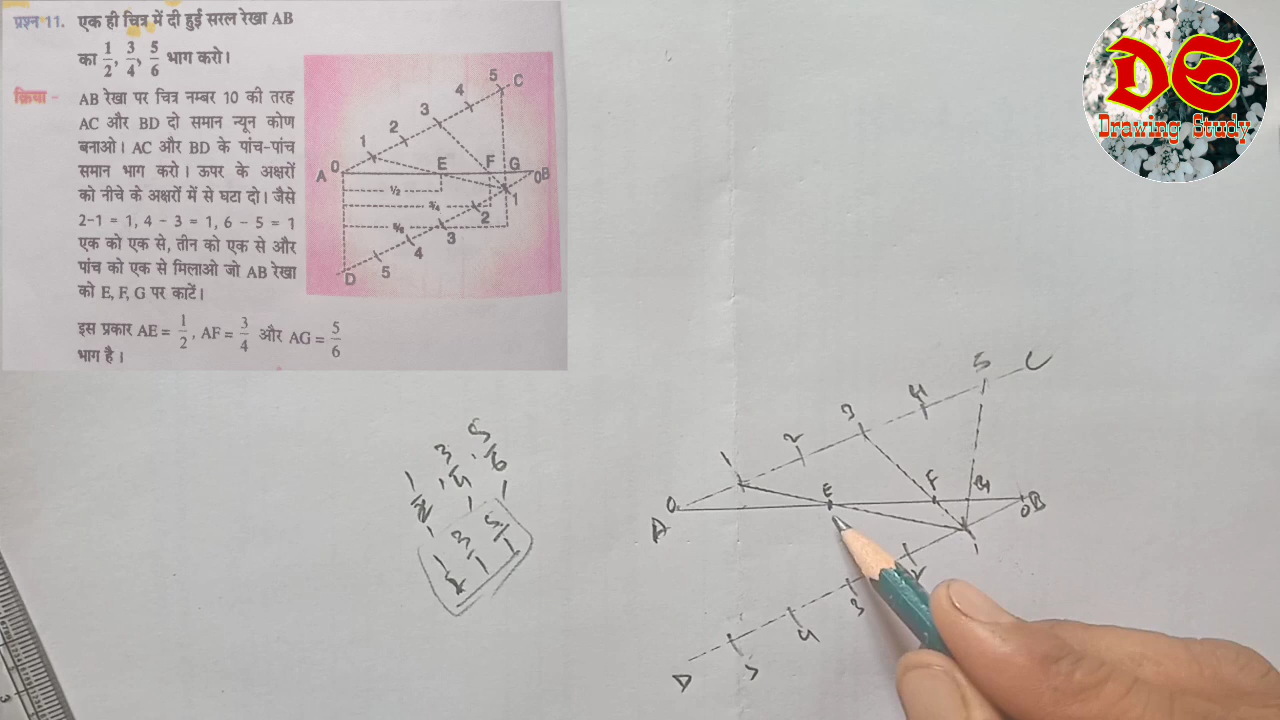 प्रश्न 11. एक ही चित्र में दी हुई सरल रेखा AB
का 1/2, 3/4, 5/6 भाग करो।
क्रिया - AB रेखा पर चित्र नम्बर 10 की तरह
AC और BD दो समान न्यून कोण
बनाओ। AC और BD के पांच-पांच
समान भाग करो। ऊपर के अक्षरों
को नीचे के अक्षरों में से घटा दो। जैसे
2-1 = 1, 4 - 3 = 1, 6 - 5 = 1
एक को एक से, तीन को एक से और
पांच को एक से मिलाओ जो AB रेखा
को E, F, G पर काटें।
इस प्रकार AE = 1/2, AF = 3/4 और AG = 5/6
भाग है।
5 C
4
3
2
1
0 E F G
A 0B
1/2
3/4
1
2
5/6
3
4
5
D
DS
Drawing Study
5 C
4
3
2
1
E F G
0 0B
A
1
2
3
4
5
D
1/2, 3/4, 5/6
1 1 1
1 3 5
1 1
3